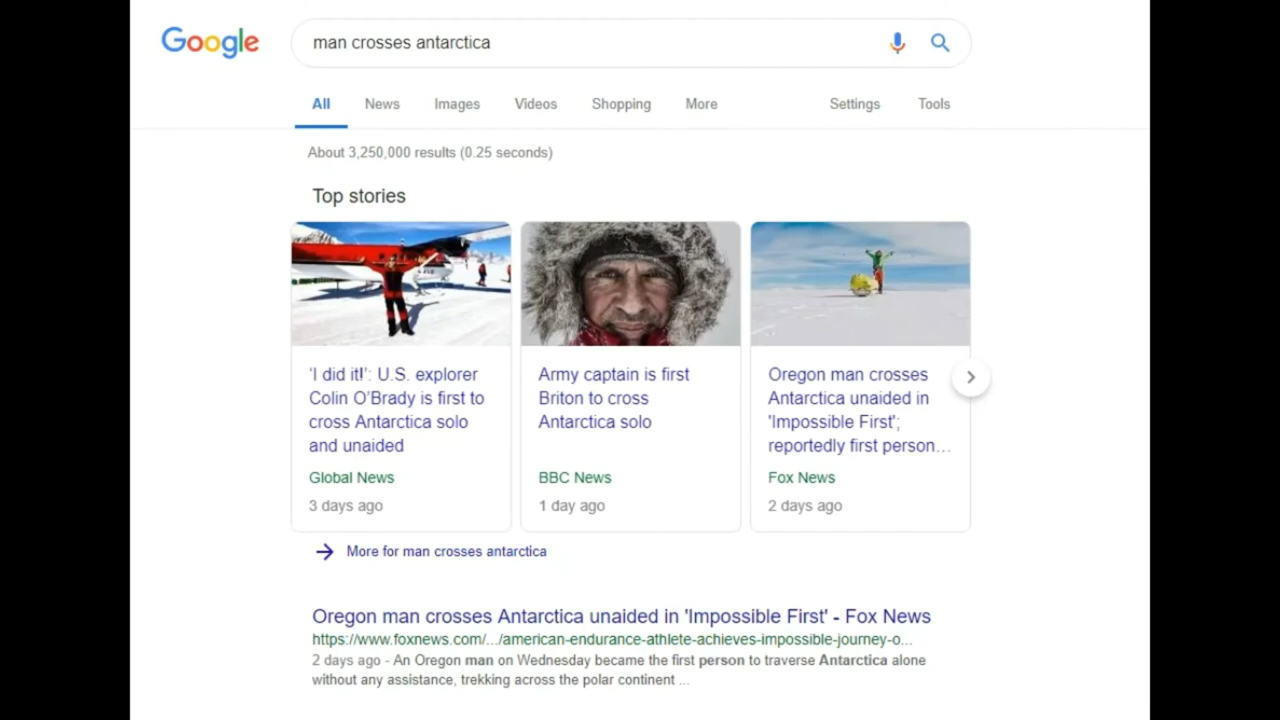 Google
man crosses antarctica
All News Images Videos Shopping More Settings Tools
About 3,250,000 results (0.25 seconds)
Top stories
'I did it!': U.S. explorer
Colin O'Brady is first to
cross Antarctica solo
and unaided
Global News
3 days ago
Army captain is first
Briton to cross
Antarctica solo
BBC News
1 day ago
Oregon man crosses
Antarctica unaided in
'Impossible First';
reportedly first person...
Fox News
2 days ago
More for man crosses antarctica
Oregon man crosses Antarctica unaided in 'Impossible First' - Fox News
https://www.foxnews.com/.../american-endurance-athlete-achieves-impossible-journey-o...
2 days ago - An Oregon man on Wednesday became the first person to traverse Antarctica alone
without any assistance, trekking across the polar continent ...